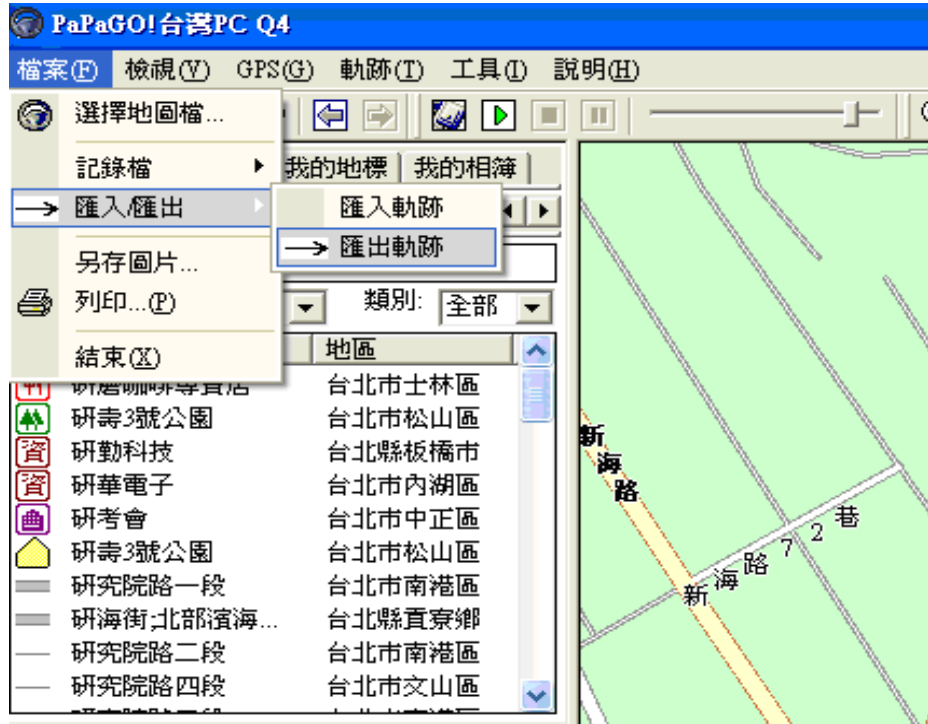 PaPaGO!台灣PC Q4
檔案(F) 檢視(V) GPS(G) 軌跡(T) 工具(I) 說明(H)
選擇地圖檔...
記錄檔
我的地標 我的相簿
匯入/匯出
匯入軌跡
匯出軌跡
另存圖片...
列印...(P)
類別: 全部
結束(X)
地區
研磨咖啡專賣店 台北市士林區
研壽3號公園 台北市松山區
研勤科技 台北縣板橋市
研華電子 台北市內湖區
研考會 台北市中正區
研壽3號公園 台北市松山區
研究院路一段 台北市南港區
研海街;北部濱海... 台北縣貢寮鄉
研究院路二段 台北市南港區
研究院路四段 台北市文山區
新海路
新海路72巷